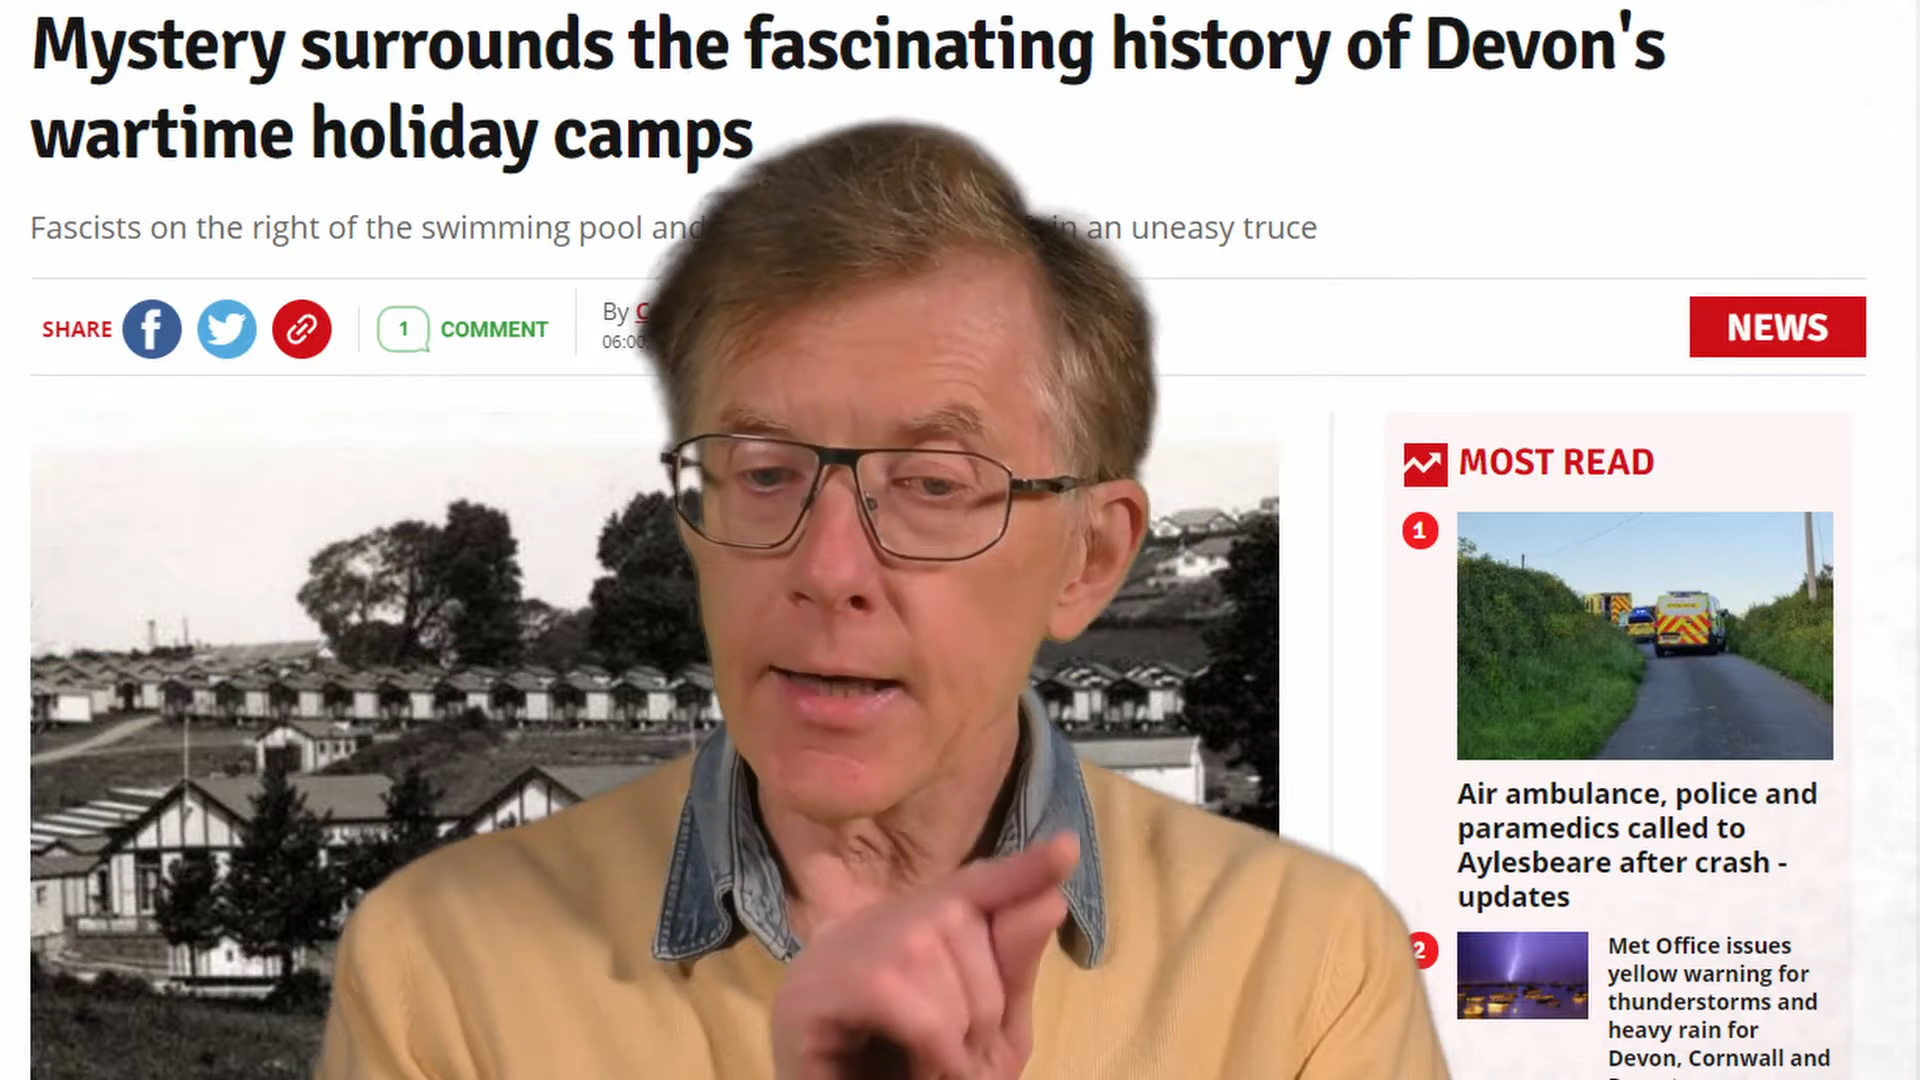 Mystery surrounds the fascinating history of Devon's
wartime holiday camps
Fascists on the right of the swimming pool and in an uneasy truce
SHARE
1 COMMENT
By
06:00
NEWS
MOST READ
1
POLICE
Air ambulance, police and
paramedics called to
Aylesbeare after crash -
updates
2
Met Office issues
yellow warning for
thunderstorms and
heavy rain for
Devon, Cornwall and